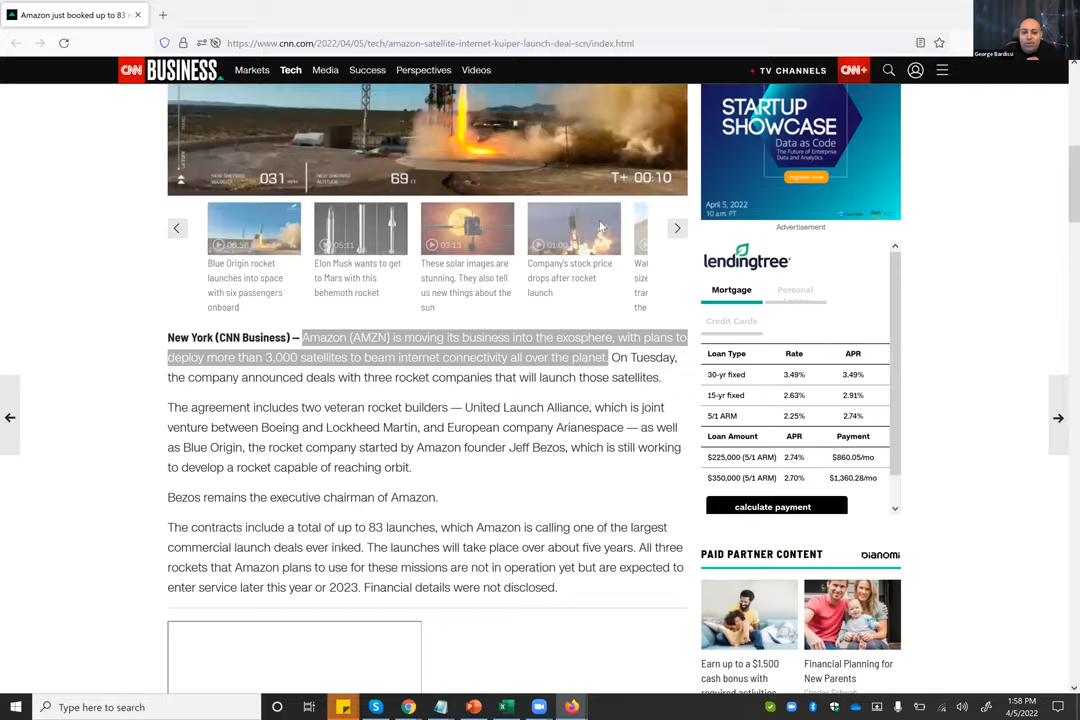 Amazon just booked up to 83
https://www.cnn.com/2022/04/05/tech/amazon-satellite-internet-kuiper-launch-deal-scn/index.html
George Bardissi
CNN BUSINESS Markets Tech Media Success Perspectives Videos
TV CHANNELS CNN+
031 MPH
69 FT
T+ 00:10
NEW SHEPARD VELOCITY
NEW SHEPARD ALTITUDE
STARTUP
SHOWCASE
Data as Code
The Future of Enterprise
Data and Analytics
register now
April 5, 2022
10 a.m. PT
Advertisement
05:11
03:13
01:00
Blue Origin rocket
launches into space
with six passengers
onboard
Elon Musk wants to get
to Mars with this
behemoth rocket
These solar images are
stunning. They also tell
us new things about the
sun
Company's stock price
drops after rocket
launch
New York (CNN Business) — Amazon (AMZN) is moving its business into the exosphere, with plans to
deploy more than 3,000 satellites to beam internet connectivity all over the planet. On Tuesday,
the company announced deals with three rocket companies that will launch those satellites.
The agreement includes two veteran rocket builders — United Launch Alliance, which is joint
venture between Boeing and Lockheed Martin, and European company Arianespace — as well
as Blue Origin, the rocket company started by Amazon founder Jeff Bezos, which is still working
to develop a rocket capable of reaching orbit.
Bezos remains the executive chairman of Amazon.
The contracts include a total of up to 83 launches, which Amazon is calling one of the largest
commercial launch deals ever inked. The launches will take place over about five years. All three
rockets that Amazon plans to use for these missions are not in operation yet but are expected to
enter service later this year or 2023. Financial details were not disclosed.
lendingtree
Mortgage
Personal
Credit Cards
Loan Type Rate APR
30-yr fixed 3.49% 3.49%
15-yr fixed 2.63% 2.91%
5/1 ARM 2.25% 2.74%
Loan Amount APR Payment
$225,000 (5/1 ARM) 2.74% $860.05/mo
$350,000 (5/1 ARM) 2.70% $1,360.28/mo
calculate payment
PAID PARTNER CONTENT
dianomi
Earn up to a $1,500
cash bonus with
required activities
Financial Planning for
New Parents
Charles Schwab
Type here to search
1:58 PM
4/5/2022